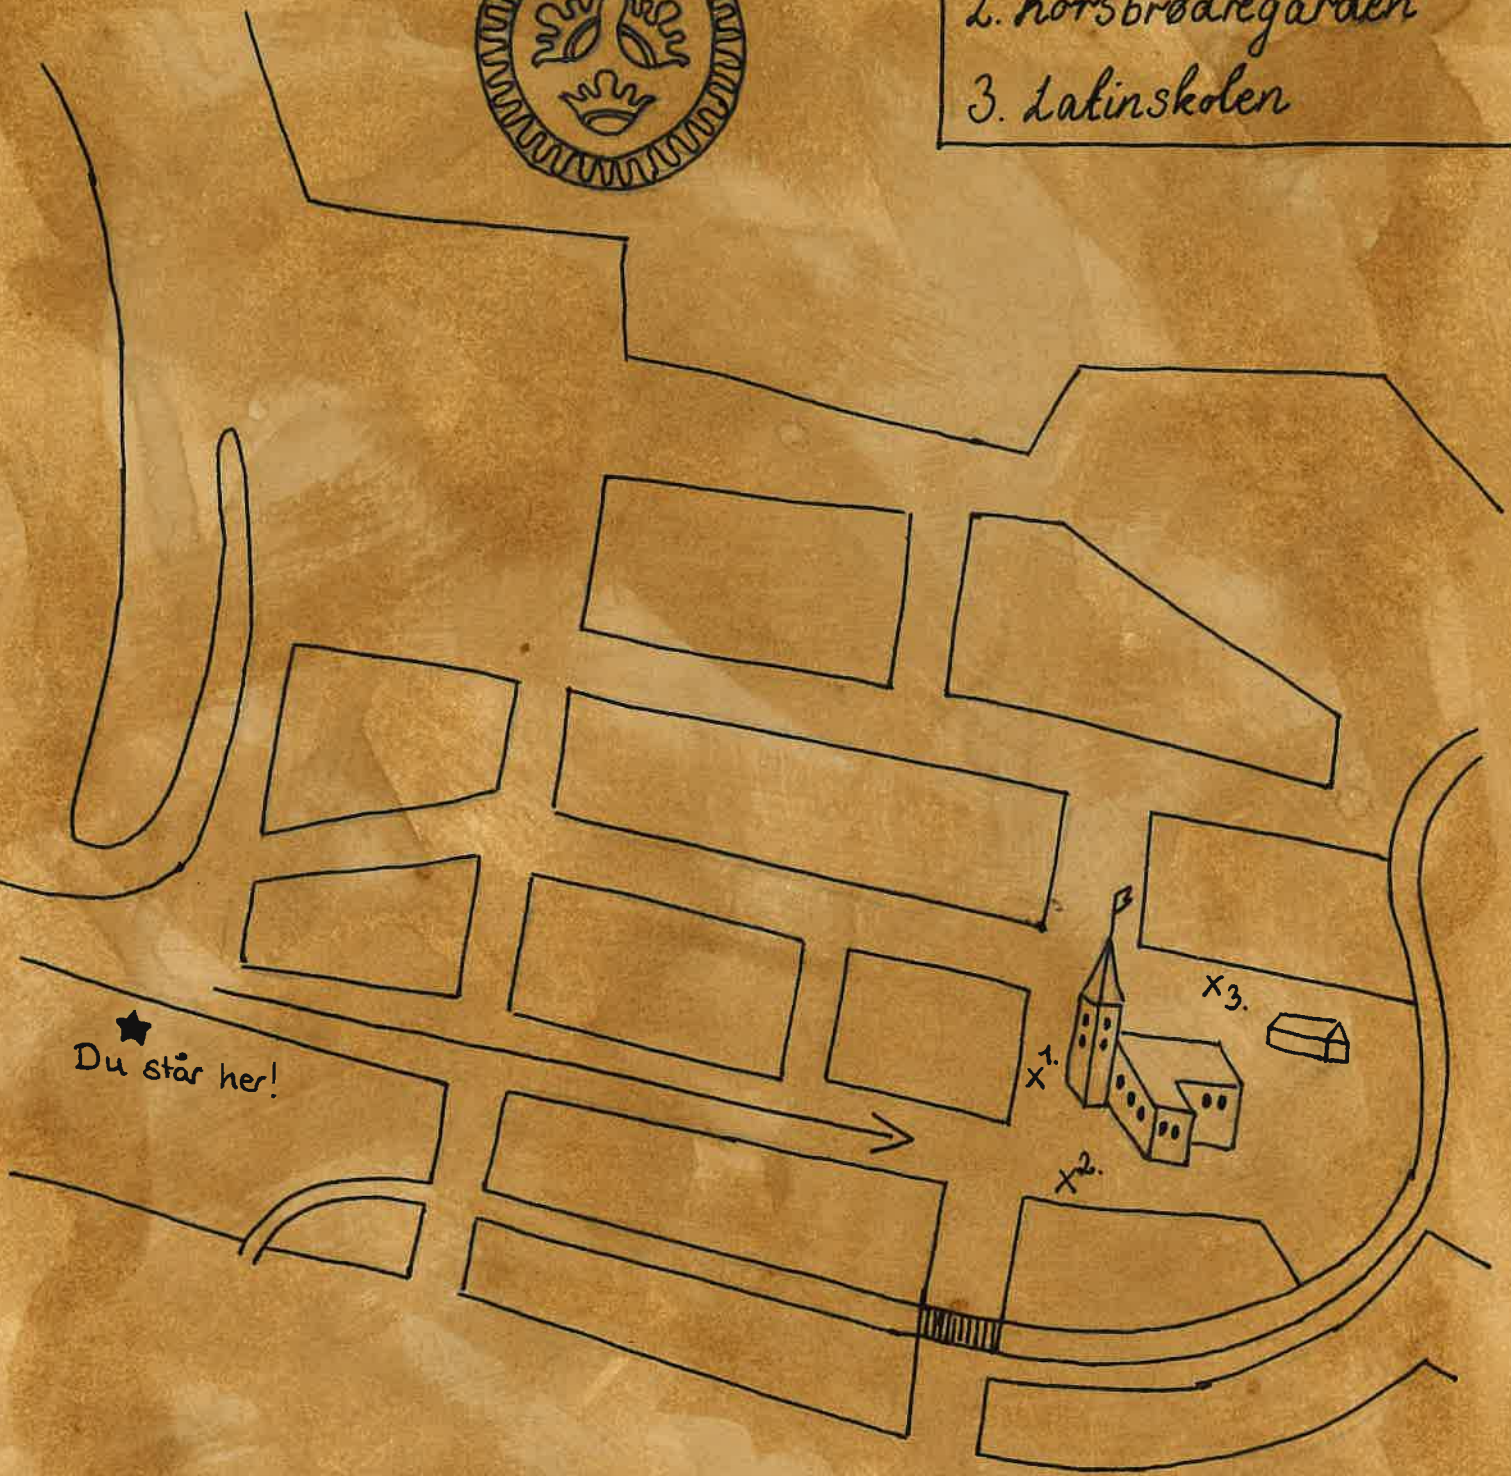 2. Korsbrødregården
3. Latinskolen
X 3.
X 1.
Du står her!
X 2.